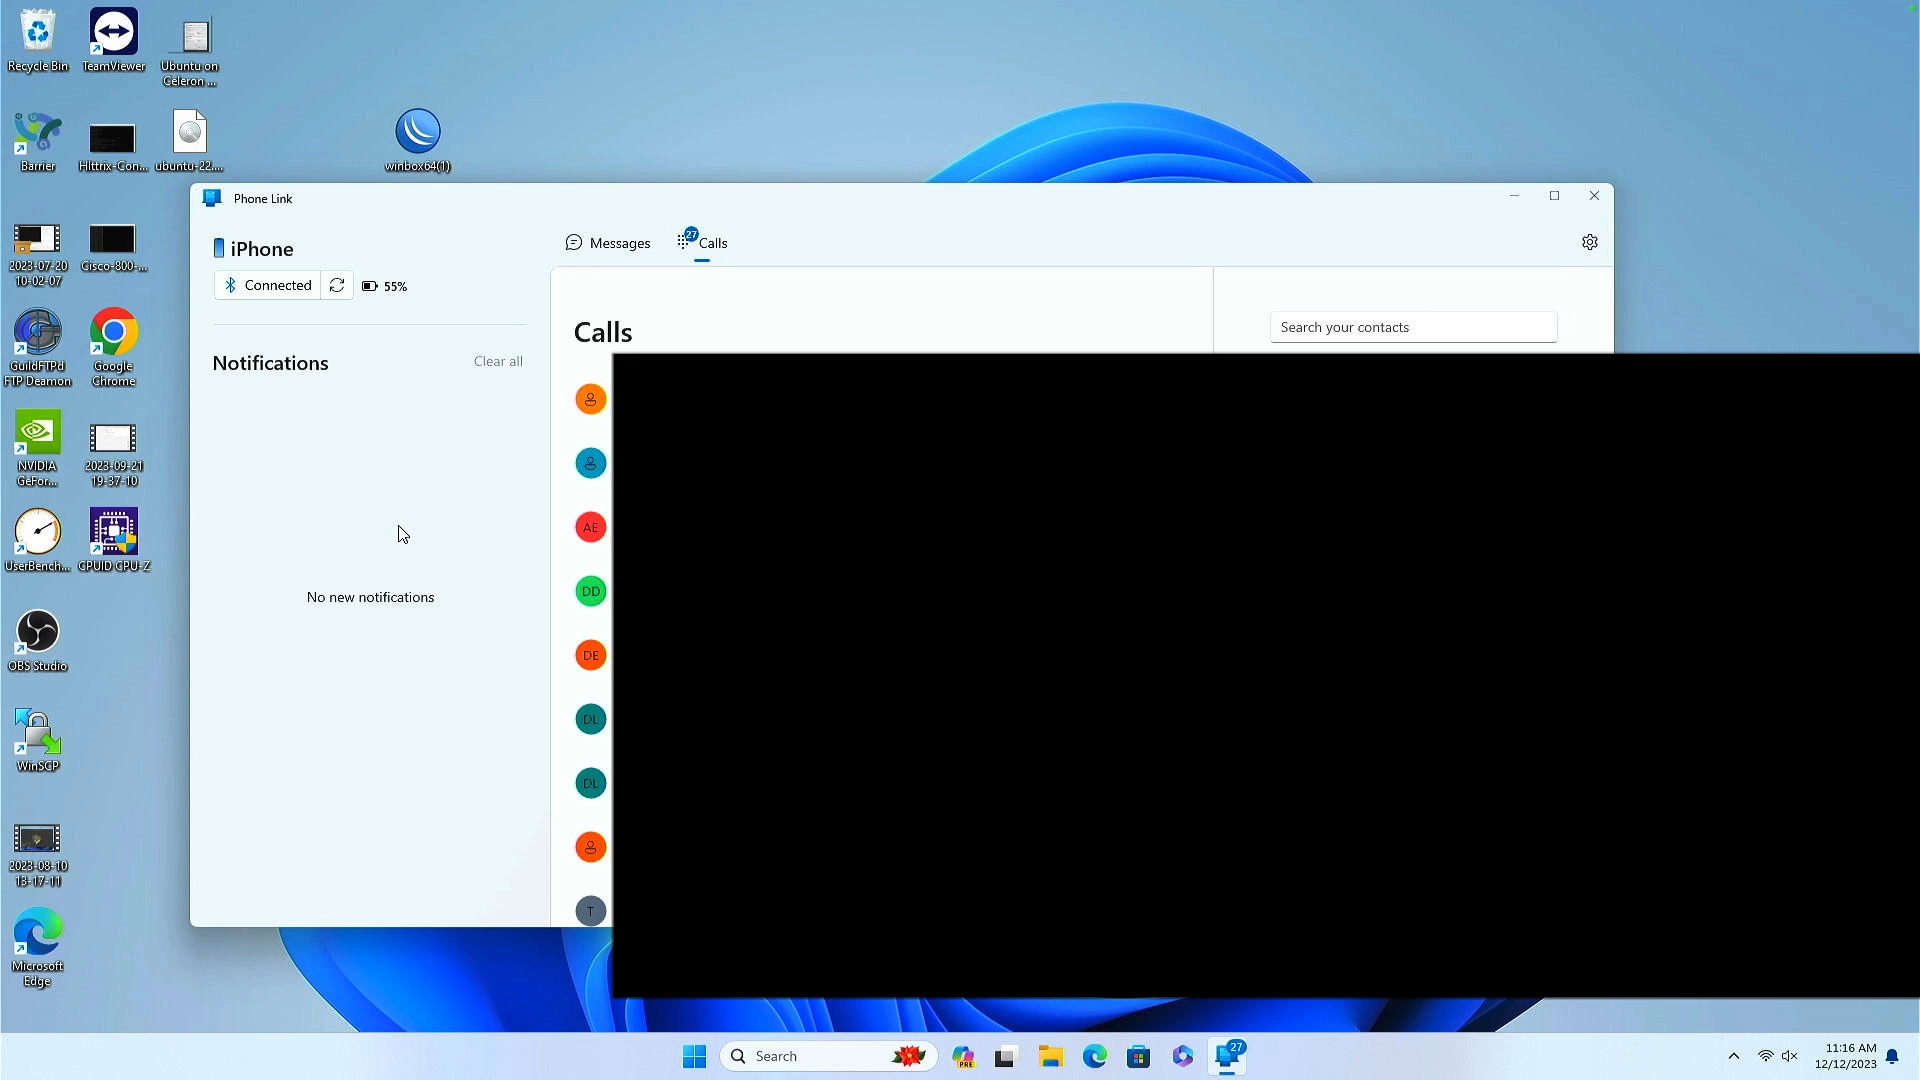 Recycle Bin
TeamViewer
Ubuntu on
Celeron ...
Barrier
HIttrix-Con...
ubuntu-22....
winbox64(1)
2023-07-20
10-02-07
Cisco-800-...
GuildFTPd
FTP Deamon
Google
Chrome
NVIDIA
GeFor...
2023-09-21
19-37-10
UserBench...
CPUID CPU-Z
OBS Studio
WinSCP
2023-08-10
13-17-11
Microsoft
Edge
Phone Link
iPhone
Connected
55%
Notifications
Clear all
No new notifications
Messages
27
Calls
Calls
Search your contacts
AE
DD
DE
DL
DL
T
Search
PRE
27
11:16 AM
12/12/2023